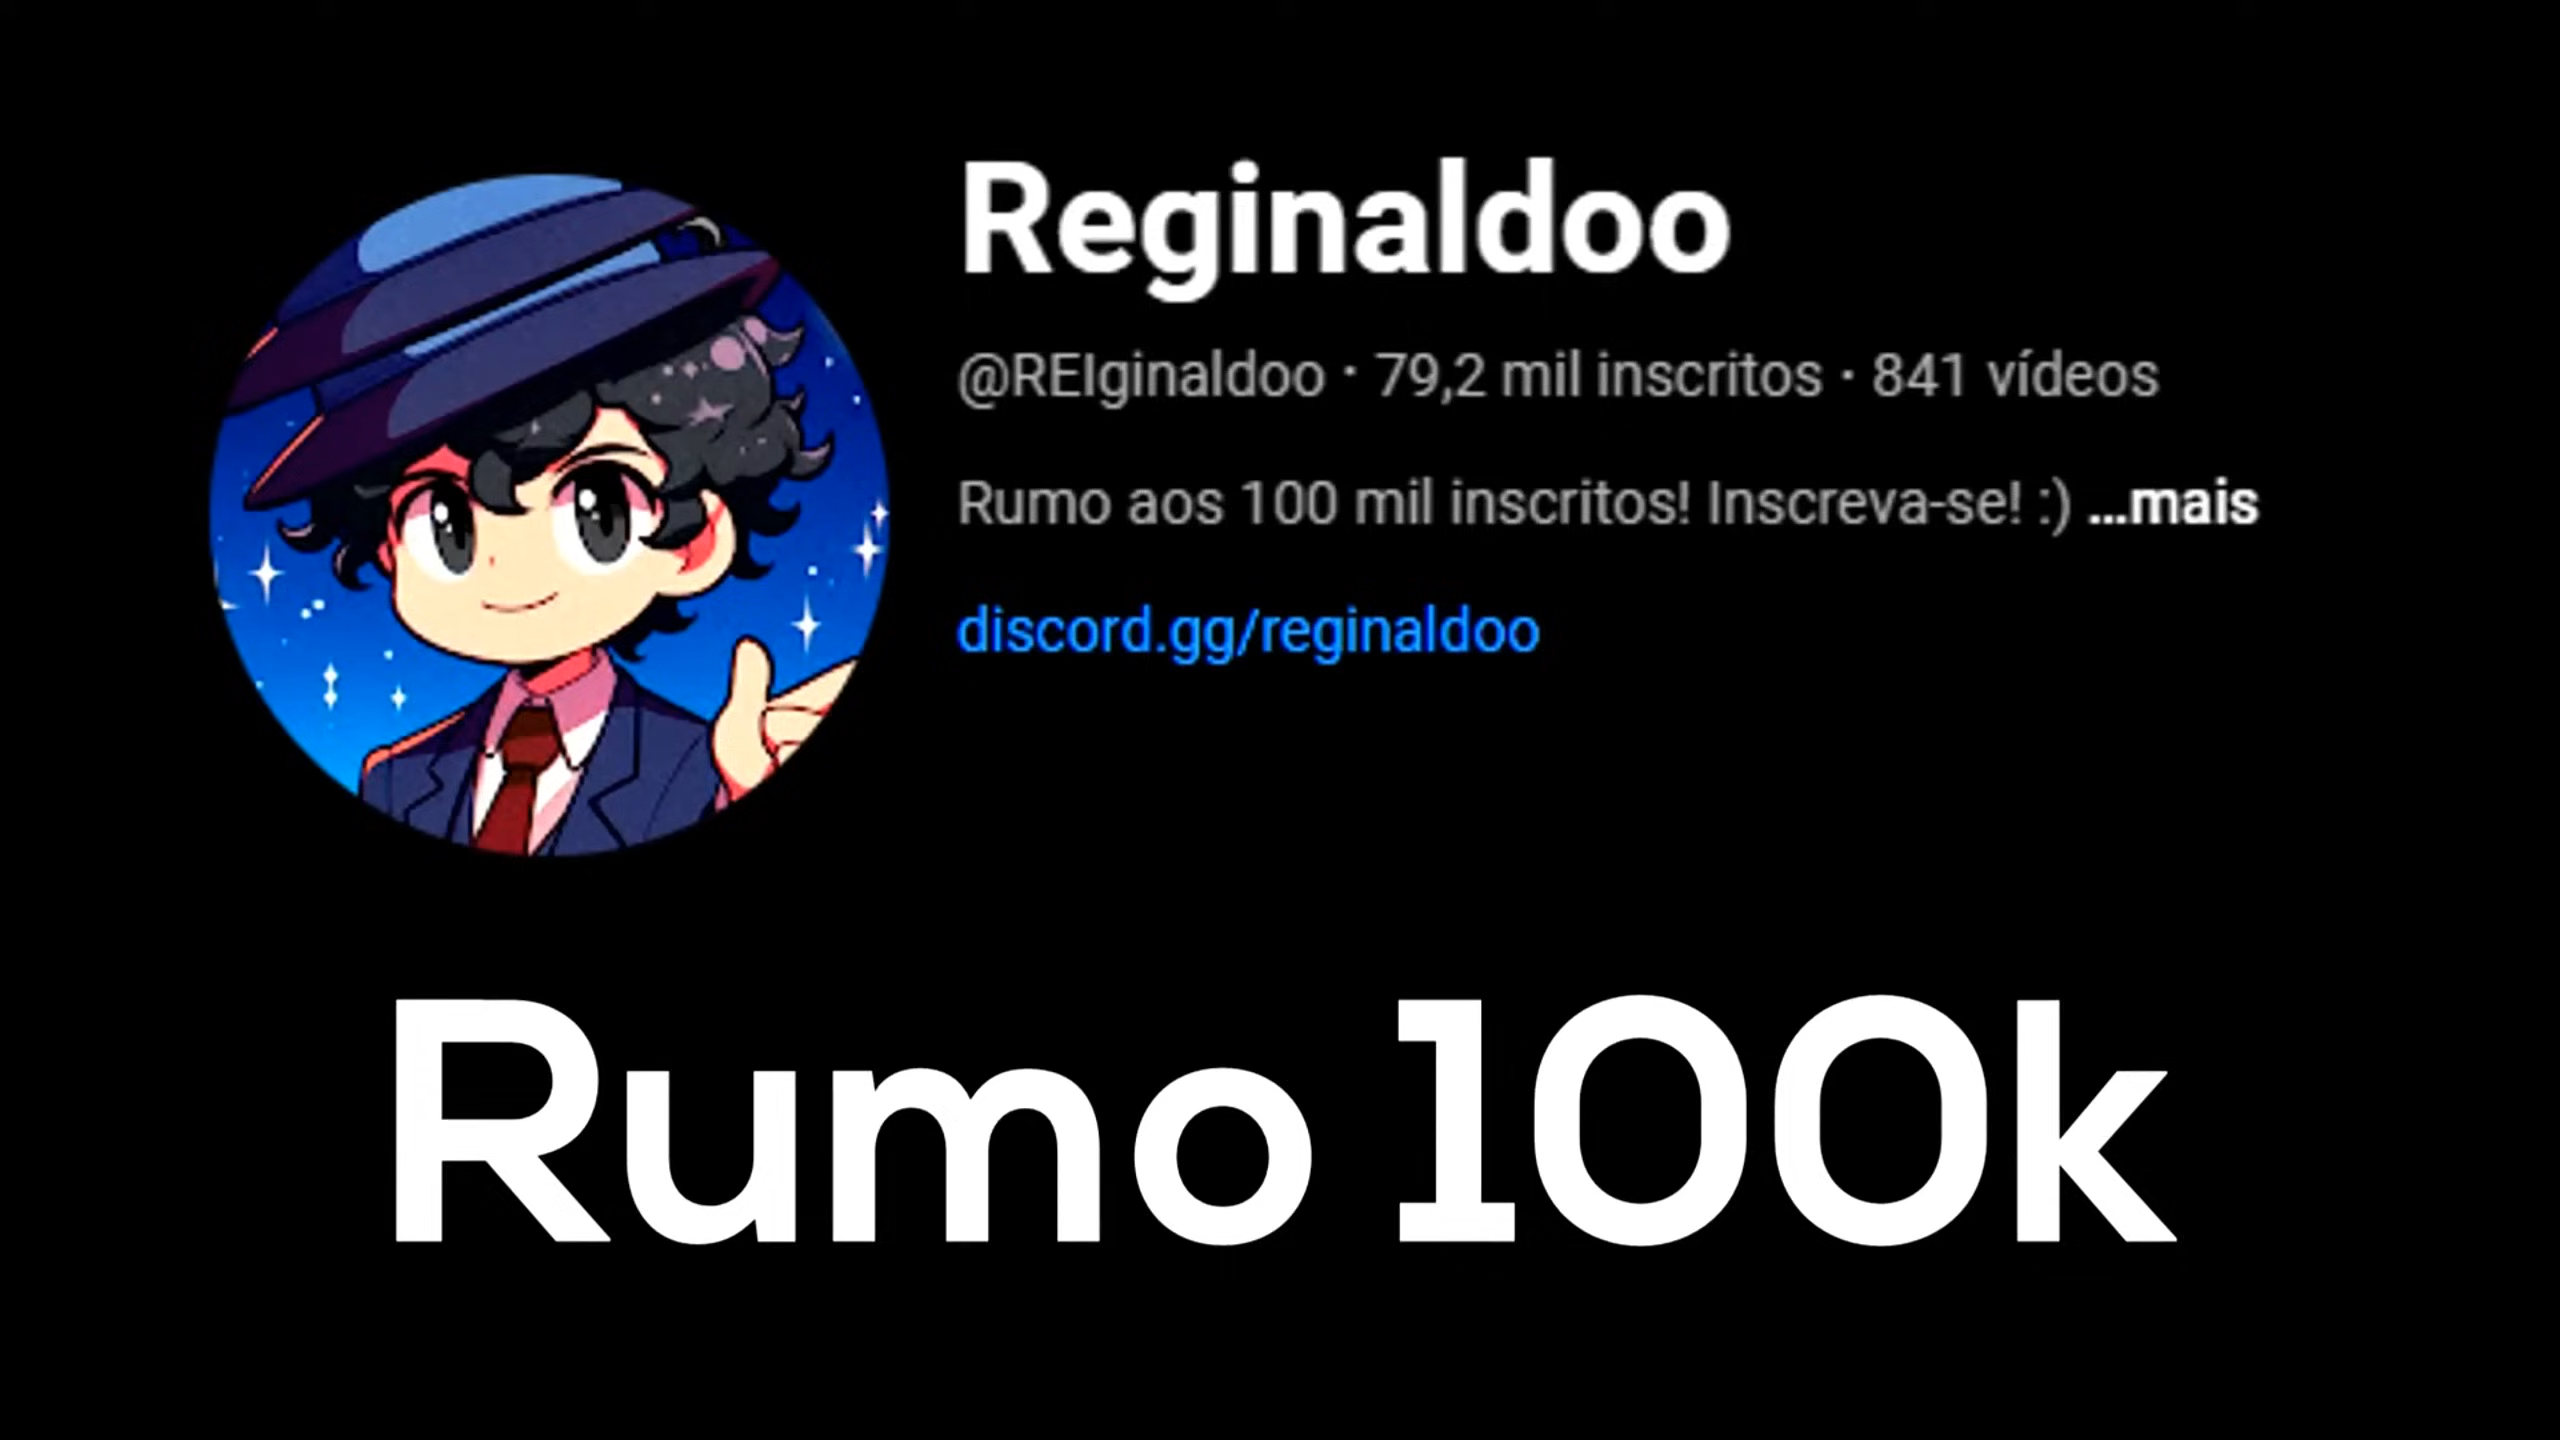 Reginaldoo
@REIginaldoo · 79,2 mil inscritos · 841 vídeos
Rumo aos 100 mil inscritos! Inscreva-se! :) ...mais
discord.gg/reginaldoo
Rumo 100k